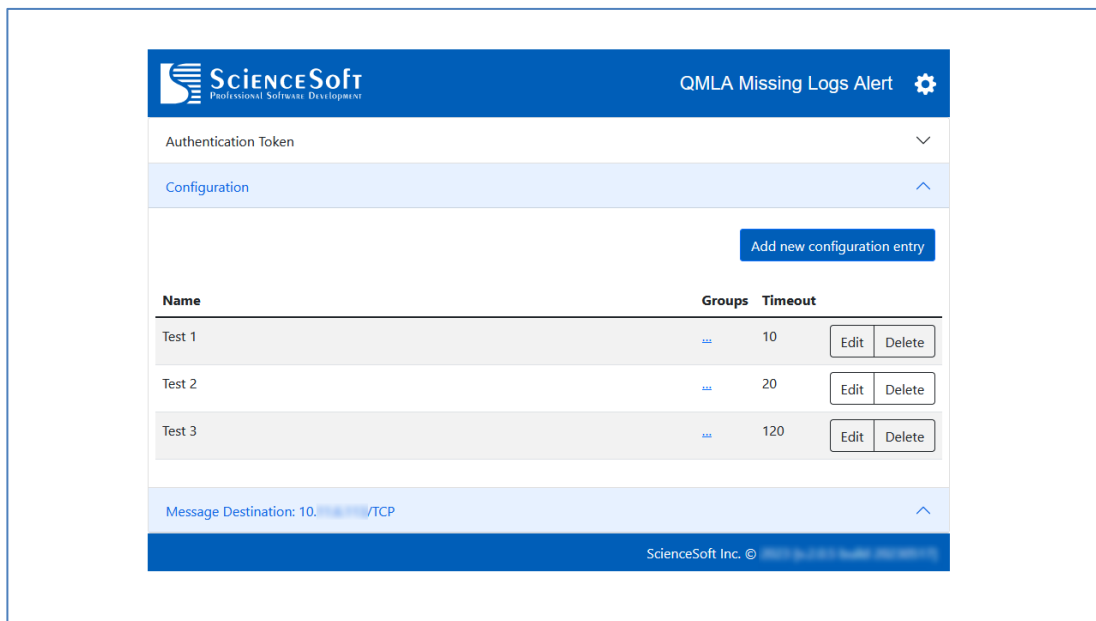 ScienceSoft
Professional Software Development
QMLA Missing Logs Alert
Authentication Token
Configuration
Add new configuration entry
Name Groups Timeout
Test 1 ... 10 Edit Delete
Test 2 ... 20 Edit Delete
Test 3 ... 120 Edit Delete
Message Destination: 10. /TCP
ScienceSoft Inc. ©